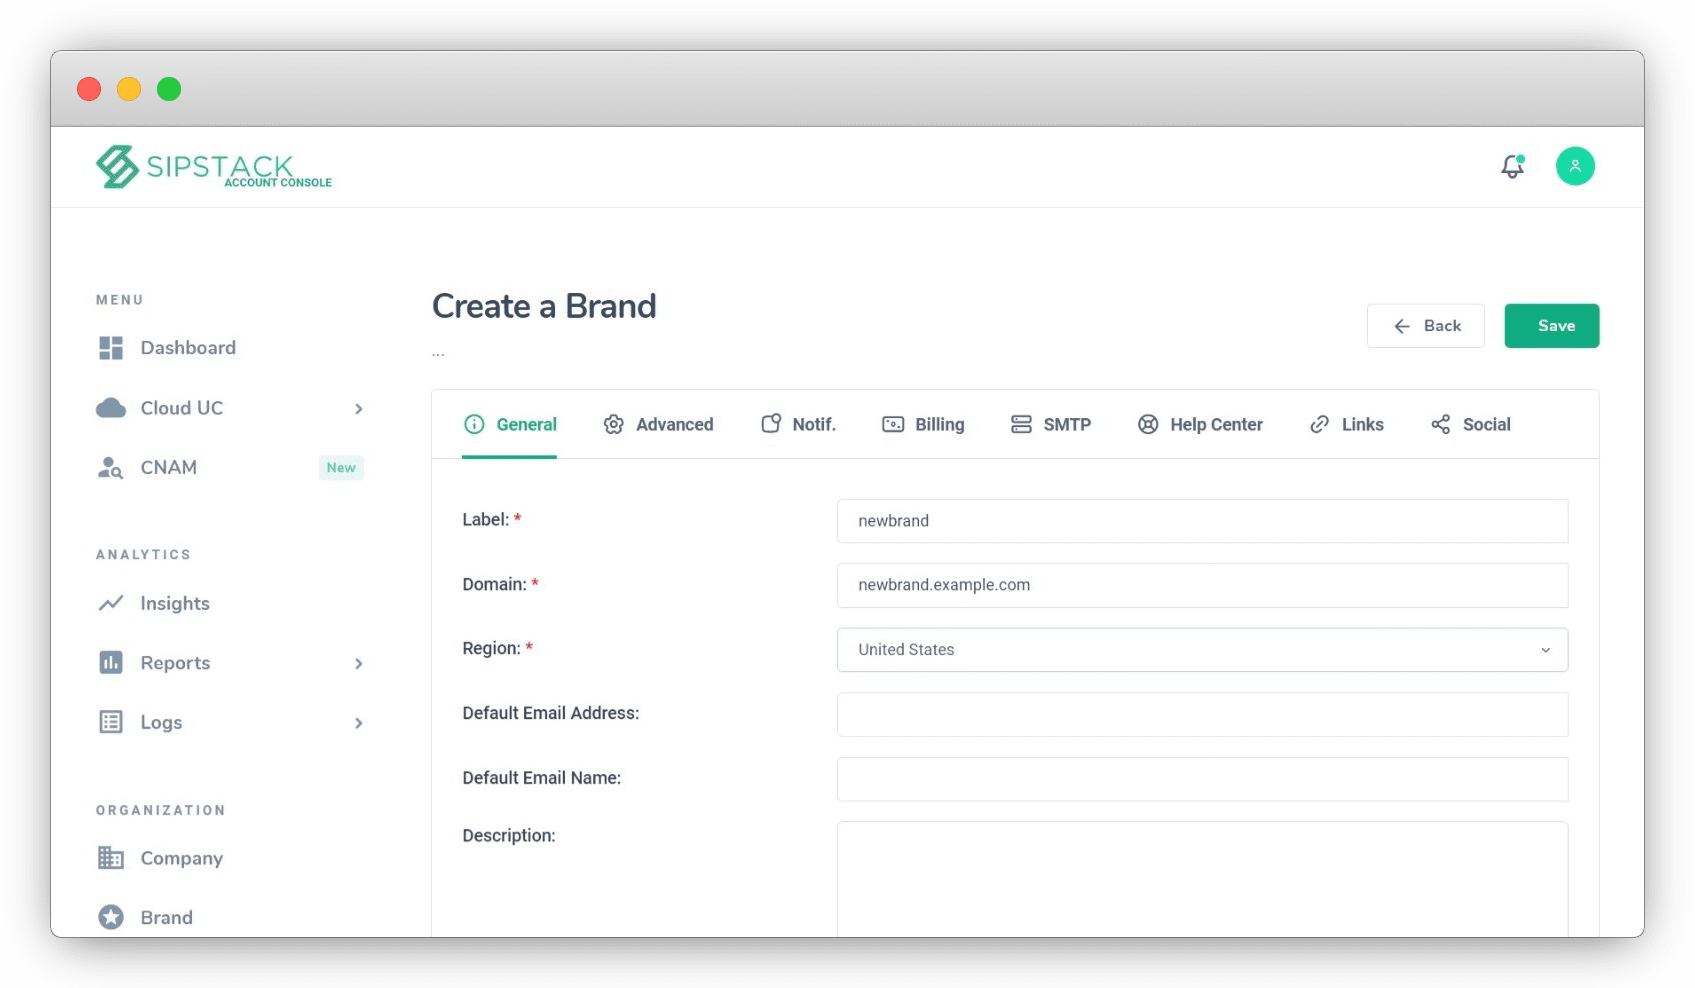 SIPSTACK
ACCOUNT CONSOLE
MENU
Dashboard
Cloud UC
CNAM New
ANALYTICS
Insights
Reports
Logs
ORGANIZATION
Company
Brand
Create a Brand
...
Back
Save
General Advanced Notif. Billing SMTP Help Center Links Social
Label: * newbrand
Domain: * newbrand.example.com
Region: * United States
Default Email Address:
Default Email Name:
Description: